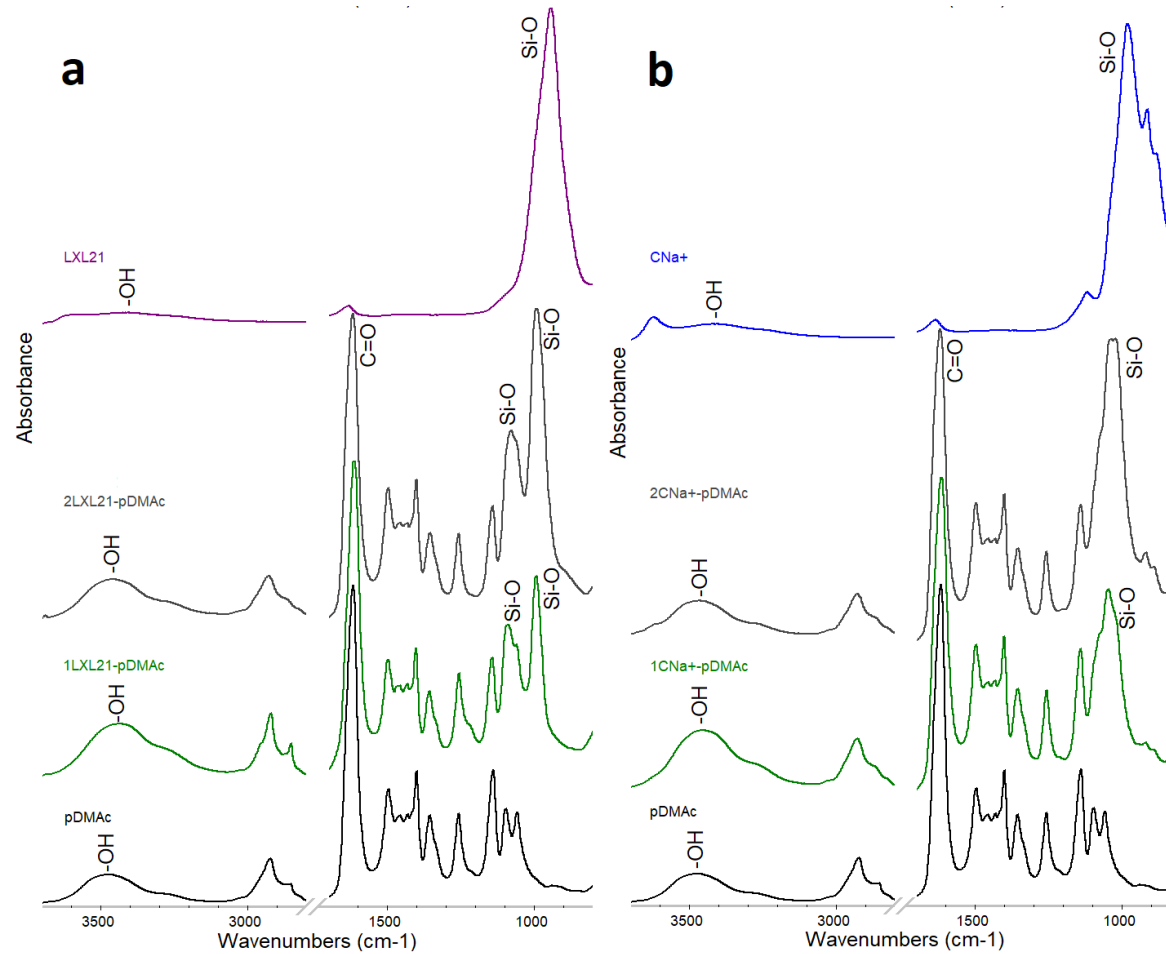 a
Si-O
LXL21
-OH
C=O
Si-O
Si-O
2LXL21-pDMAc
-OH
Si-O
Si-O
1LXL21-pDMAc
-OH
pDMAc
-OH
Absorbance
3500 3000 1500 1000
Wavenumbers (cm-1)
b
Si-O
CNa+
-OH
C=O
Si-O
2CNa+-pDMAc
-OH
Si-O
1CNa+-pDMAc
-OH
pDMAc
-OH
Absorbance
3500 3000 1500 1000
Wavenumbers (cm-1)